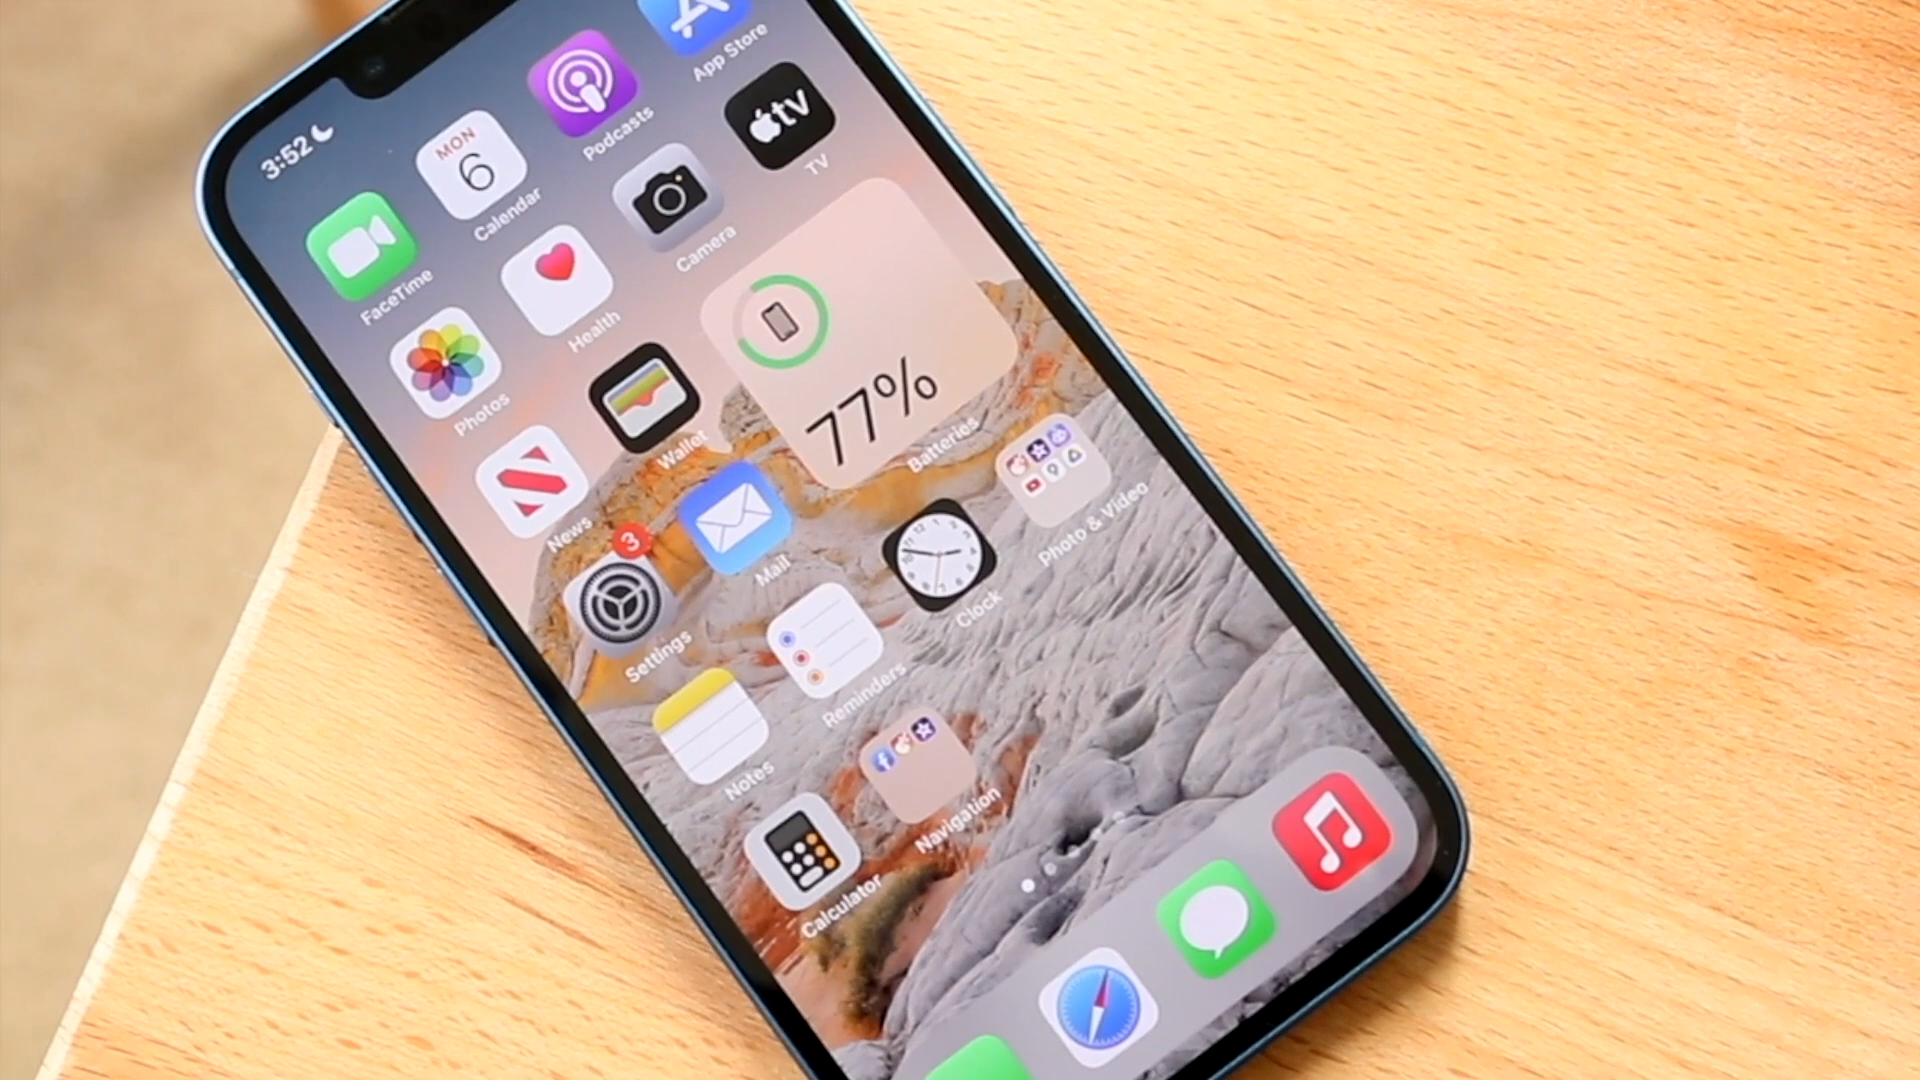 3:52
FaceTime
MON
6
Calendar
Podcasts
App Store
Photos
Health
Camera
tv
TV
News
Wallet
77%
Batteries
3
Settings
Mail
Clock
Photo & Video
Notes
Reminders
Calculator
Navigation